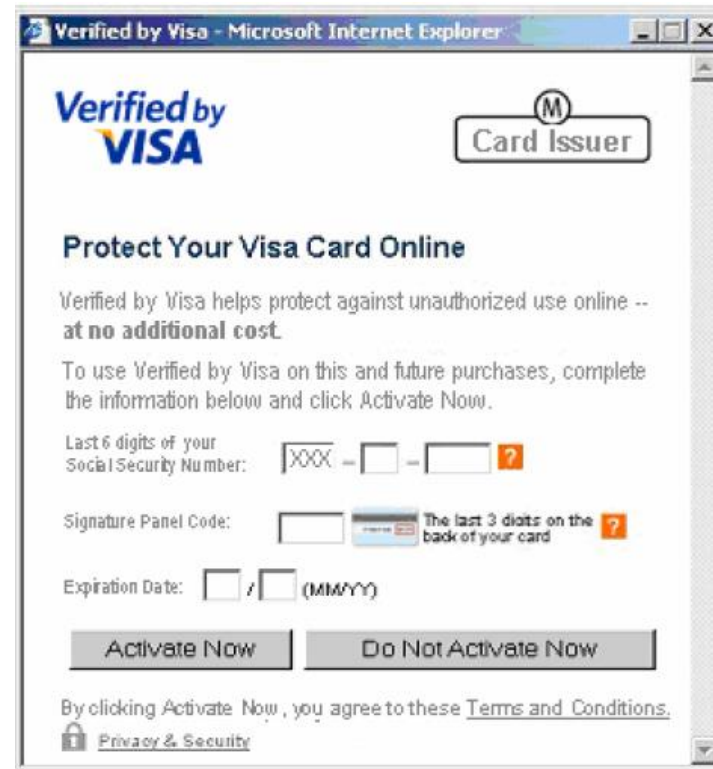 Verified by Visa - Microsoft Internet Explorer
Verified by
VISA
M
Card Issuer
Protect Your Visa Card Online
Verified by Visa helps protect against unauthorized use online --
at no additional cost.
To use Verified by Visa on this and future purchases, complete
the information below and click Activate Now.
Last 6 digits of your
Social Security Number:
XXX – –
?
Signature Panel Code:
The last 3 digits on the
back of your card
?
Expiration Date: / (MM/YY)
Activate Now
Do Not Activate Now
By clicking Activate Now, you agree to these Terms and Conditions.
Privacy & Security